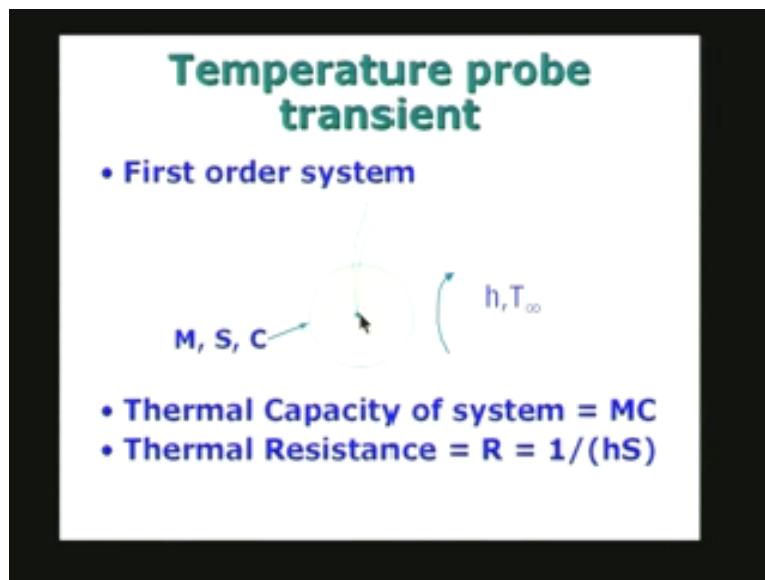 Temperature probe
transient
• First order system
h,T∞
M, S, C
• Thermal Capacity of system = MC
• Thermal Resistance = R = 1/(hS)